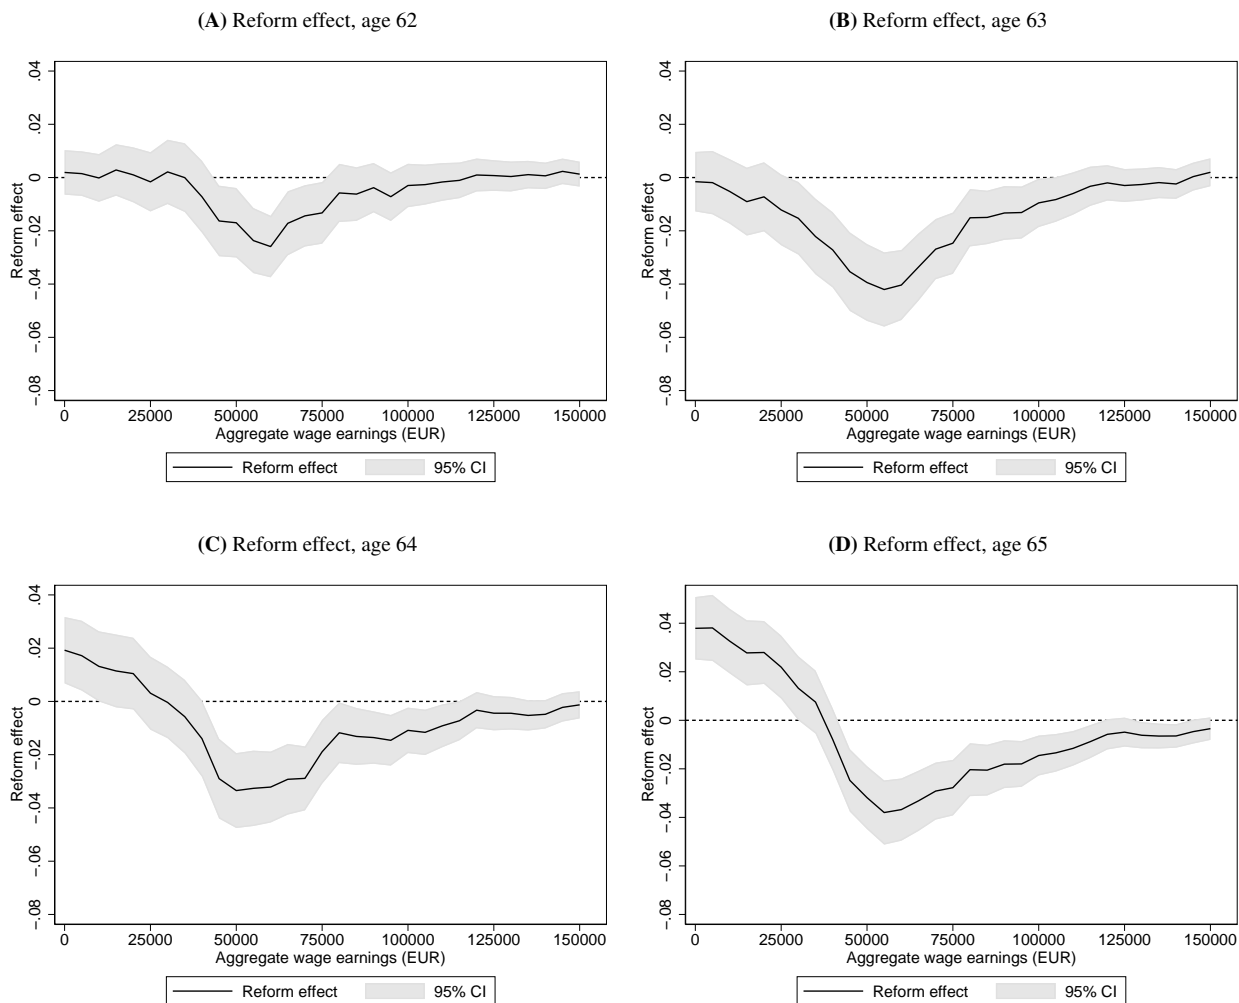 (A) Reform effect, age 62
.04
.02
0
-.02
-.04
-.06
-.08
Reform effect
0 25000 50000 75000 100000 125000 150000
Aggregate wage earnings (EUR)
Reform effect 95% CI
(B) Reform effect, age 63
.04
.02
0
-.02
-.04
-.06
-.08
Reform effect
0 25000 50000 75000 100000 125000 150000
Aggregate wage earnings (EUR)
Reform effect 95% CI
(C) Reform effect, age 64
.04
.02
0
-.02
-.04
-.06
-.08
Reform effect
0 25000 50000 75000 100000 125000 150000
Aggregate wage earnings (EUR)
Reform effect 95% CI
(D) Reform effect, age 65
.04
.02
0
-.02
-.04
-.06
-.08
Reform effect
0 25000 50000 75000 100000 125000 150000
Aggregate wage earnings (EUR)
Reform effect 95% CI